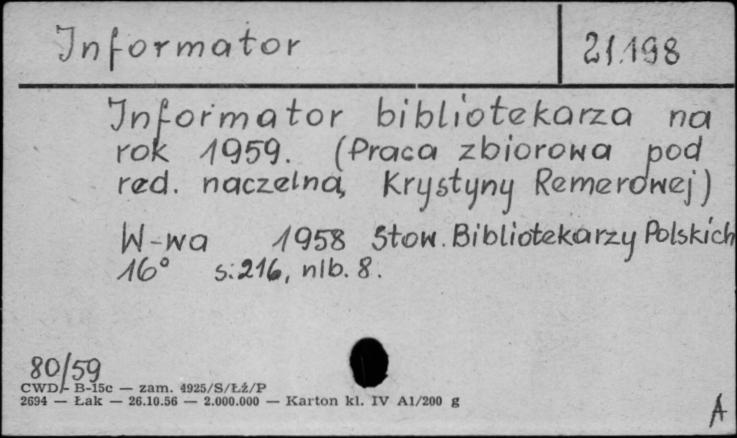 Informator 21.198
Informator bibliotekarza na
rok 1959. (Praca zbiorowa pod
red. naczelną Krystyny Remerowej)
W-wa 1958 Stow. Bibliotekarzy Polskich
16° s. 216, nlb. 8.
80/59
CWD/- B-15c — zam. 4925/S/Łź/P
2694 — Łak — 26.10.56 — 2.000.000 — Karton kl. IV A1/200 g
A